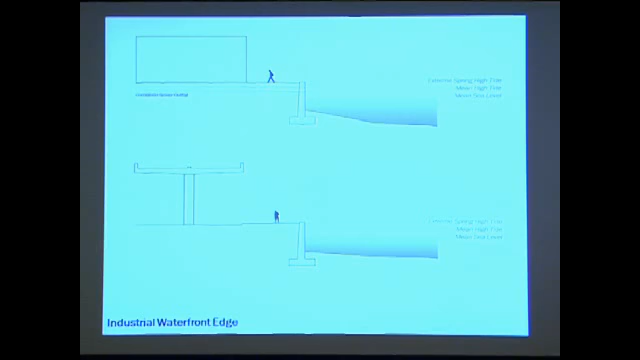 Extreme Spring High Tide
Mean High Tide
Mean Sea Level
Extreme Spring High Tide
Mean High Tide
Mean Sea Level
Industrial Waterfront Edge